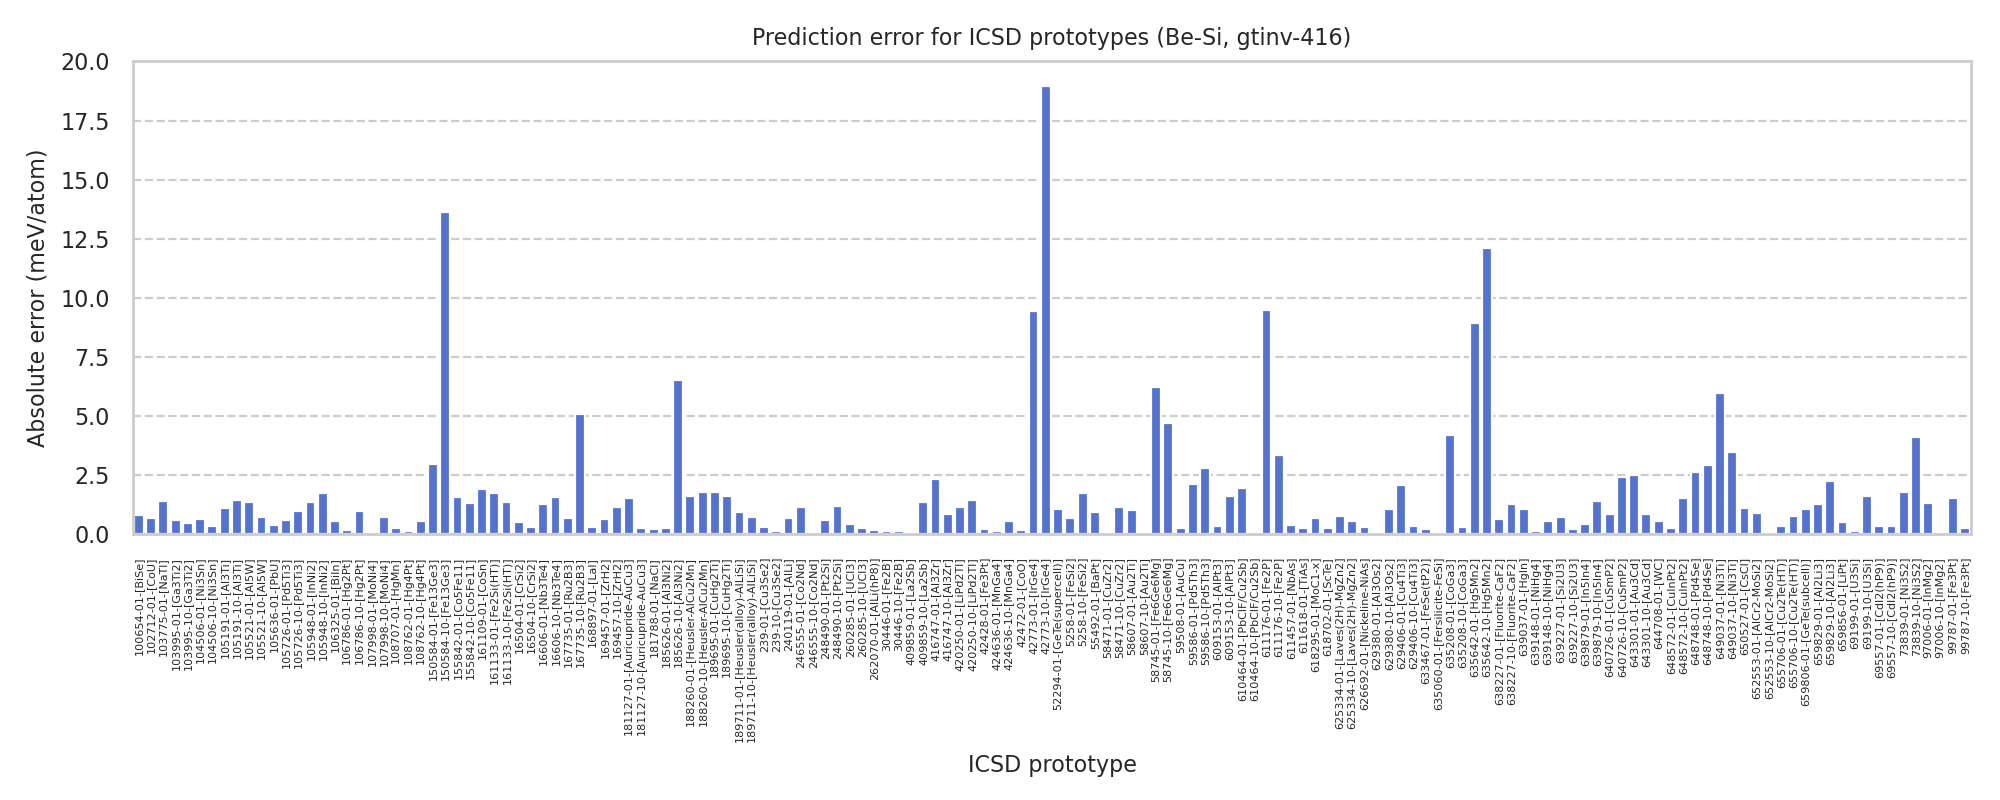 Prediction error for ICSD prototypes (Be-Si, gtinv-416)
Absolute error (meV/atom)
20.0
17.5
15.0
12.5
10.0
7.5
5.0
2.5
0.0
100654-01-[BiSe]
102712-01-[CoU]
103775-01-[NaTl]
103995-01-[Ga3Ti2]
103995-10-[Ga3Ti2]
104506-01-[Ni3Sn]
104506-10-[Ni3Sn]
105191-01-[Al3Ti]
105191-10-[Al3Ti]
105521-01-[Al5W]
105521-10-[Al5W]
105636-01-[PbU]
105726-01-[Pd5Ti3]
105726-10-[Pd5Ti3]
105948-01-[InNi2]
105948-10-[InNi2]
106325-01-[BiIn]
106786-01-[Hg2Pt]
106786-10-[Hg2Pt]
107998-01-[MoNi4]
107998-10-[MoNi4]
108707-01-[HgMn]
108762-01-[Hg4Pt]
108762-10-[Hg4Pt]
150584-01-[Fe13Ge3]
150584-10-[Fe13Ge3]
155842-01-[Co5Fe11]
155842-10-[Co5Fe11]
161109-01-[CoSn]
161133-01-[Fe2Si(HT)]
161133-10-[Fe2Si(HT)]
16504-01-[CrSi2]
16504-10-[CrSi2]
16606-01-[Nb3Te4]
16606-10-[Nb3Te4]
167735-01-[Ru2B3]
167735-10-[Ru2B3]
168897-01-[LaI]
169457-01-[ZrH2]
169457-10-[ZrH2]
181127-01-[Auricupride-AuCu3]
181127-10-[Auricupride-AuCu3]
181788-01-[NaCl]
185626-01-[Al3Ni2]
185626-10-[Al3Ni2]
188260-01-[Heusler-AlCu2Mn]
188260-10-[Heusler-AlCu2Mn]
189695-01-[CuHg2Ti]
189695-10-[CuHg2Ti]
189711-01-[Heusler(alloy)-AlLiSi]
189711-10-[Heusler(alloy)-AlLiSi]
239-01-[Cu3Se2]
239-10-[Cu3Se2]
240119-01-[AlLi]
246555-01-[Co2Nd]
246555-10-[Co2Nd]
248490-01-[Pt2Si]
248490-10-[Pt2Si]
260285-01-[UCl3]
260285-10-[UCl3]
262070-01-[AlLi(hP8)]
30446-01-[Fe2B]
30446-10-[Fe2B]
409859-01-[La2Sb]
409859-10-[La2Sb]
416747-01-[Al3Zr]
416747-10-[Al3Zr]
420250-01-[LiPd2Tl]
420250-10-[LiPd2Tl]
42428-01-[Fe3Pt]
424636-01-[MnGa4]
424636-10-[MnGa4]
42472-01-[CoO]
42773-01-[IrGe4]
42773-10-[IrGe4]
52294-01-[GeTe(supercell)]
5258-01-[FeSi2]
5258-10-[FeSi2]
55492-01-[BaPt]
58471-01-[CuZr2]
58471-10-[CuZr2]
58607-01-[Au2Ti]
58607-10-[Au2Ti]
58745-01-[Fe6Ge6Mg]
58745-10-[Fe6Ge6Mg]
59508-01-[AuCu]
59586-01-[Pd5Th3]
59586-10-[Pd5Th3]
609153-01-[AlPt3]
609153-10-[AlPt3]
610464-01-[PbClF/Cu2Sb]
610464-10-[PbClF/Cu2Sb]
611176-01-[Fe2P]
611176-10-[Fe2P]
611457-01-[NbAs]
611618-01-[TiAs]
618295-01-[MoC1-x]
618702-01-[ScTe]
625334-01-[Laves(2H)-MgZn2]
625334-10-[Laves(2H)-MgZn2]
626692-01-[Nickeline-NiAs]
629380-01-[Al3Os2]
629380-10-[Al3Os2]
629406-01-[Cu4Ti3]
629406-10-[Cu4Ti3]
633467-01-[FeSe(tP2)]
635060-01-[Fersilicite-FeSi]
635208-01-[CoGa3]
635208-10-[CoGa3]
635642-01-[Hg5Mn2]
635642-10-[Hg5Mn2]
638227-01-[Fluorite-CaF2]
638227-10-[Fluorite-CaF2]
639037-01-[HgIn]
639148-01-[NiHg4]
639148-10-[NiHg4]
639227-01-[Si2U3]
639227-10-[Si2U3]
639879-01-[InSIn4]
639879-10-[InSIn4]
640726-01-[CuSmP2]
640726-10-[CuSmP2]
643301-01-[Au3Cd]
643301-10-[Au3Cd]
644708-01-[WC]
648572-01-[CuInPt2]
648572-10-[CuInPt2]
648748-01-[Pd4Se]
648748-10-[Pd4Se]
649037-01-[Ni3Ti]
649037-10-[Ni3Ti]
650527-01-[CsCl]
652553-01-[AlCr2-MoSi2]
652553-10-[AlCr2-MoSi2]
655706-01-[Cu2Te(HT)]
655706-10-[Cu2Te(HT)]
659806-01-[GeTe(subcell)]
659829-01-[Al2Li3]
659829-10-[Al2Li3]
659856-01-[LiPt]
69199-01-[U3Si]
69199-10-[U3Si]
69557-01-[CdI2(hP9)]
69557-10-[CdI2(hP9)]
73839-01-[Ni3S2]
73839-10-[Ni3S2]
97006-01-[InMg2]
97006-10-[InMg2]
99787-01-[Fe3Pt]
99787-10-[Fe3Pt]
ICSD prototype